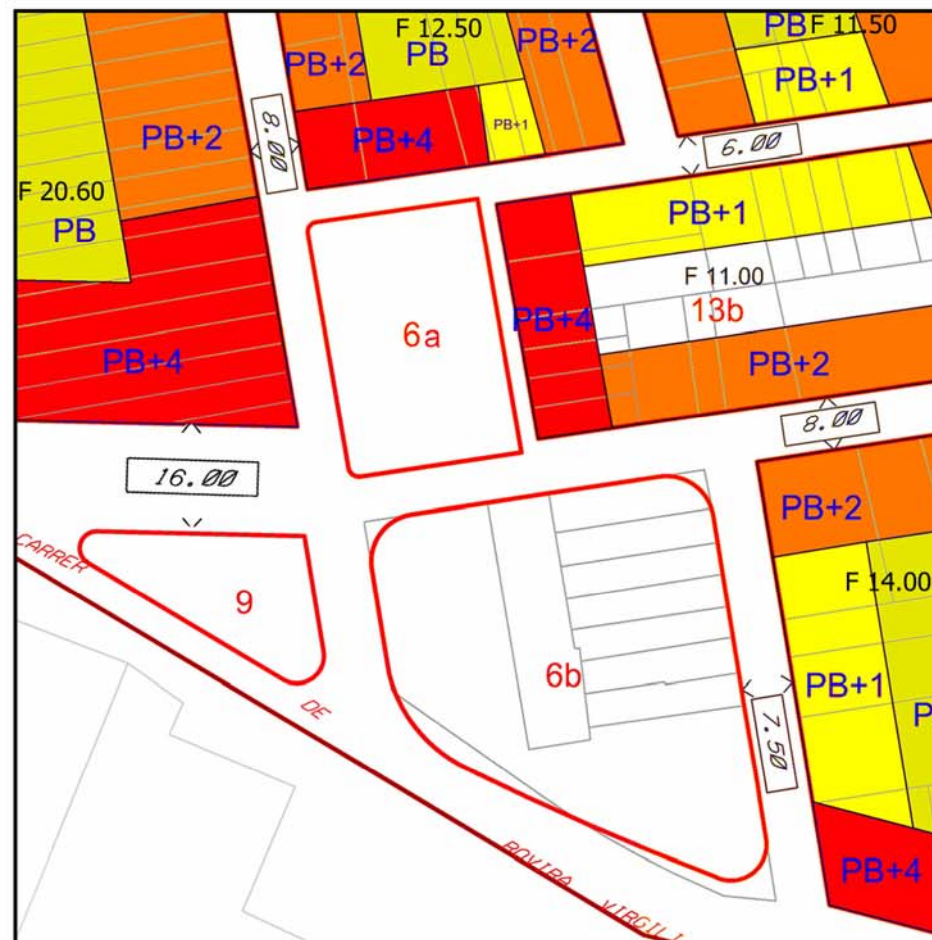 F 12.50
PB
PB+2
PB+2
PB
F 11.50
PB+1
PB+2
8.00
PB+4
PB+1
6.00
F 20.60
PB
PB+1
F 11.00
13b
6a
PB+4
PB+4
PB+2
8.00
16.00
PB+2
CARRER
9
F 14.00
6b
PB+1
DE
7.50
ROVIRA
PB+4
VIRGILI